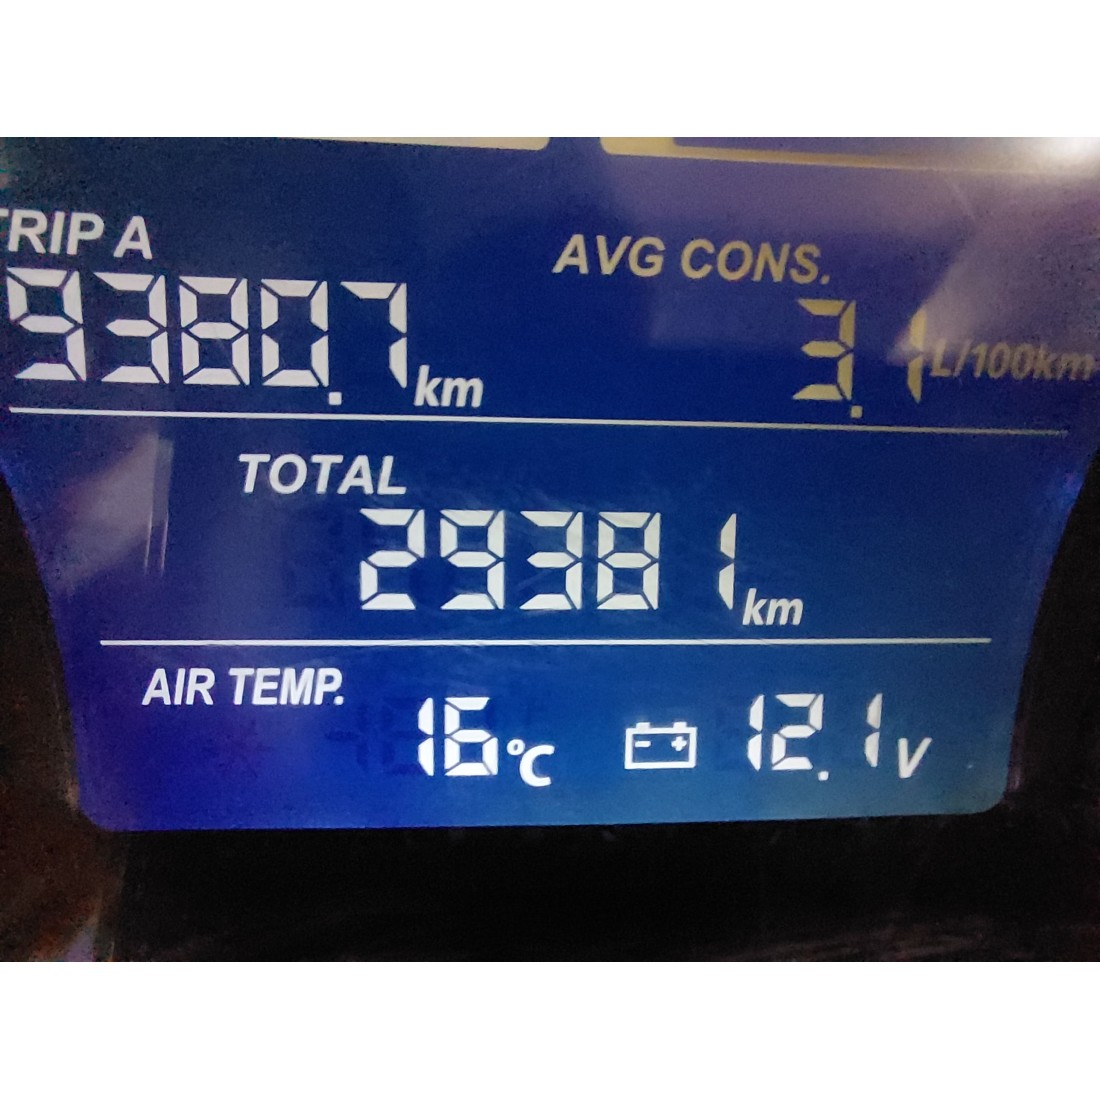 TRIP A
AVG CONS.
9380.7 km
3.1 L/100km
TOTAL
29381 km
AIR TEMP.
16 °C
- +
12.1 V